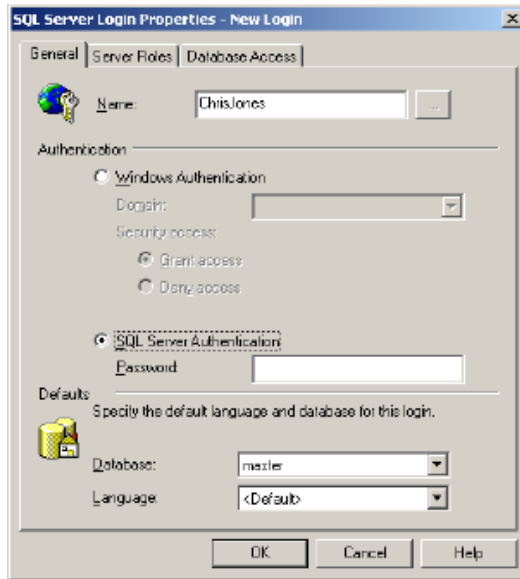 SQL Server Login Properties - New Login
General Server Roles Database Access
Name: ChrisJones ...
Authentication
Windows Authentication
Domain:
Security access:
Grant access
Deny access
SQL Server Authentication
Password
Defaults
Specify the default language and database for this login.
Database: master
Language: <Default>
OK Cancel Help